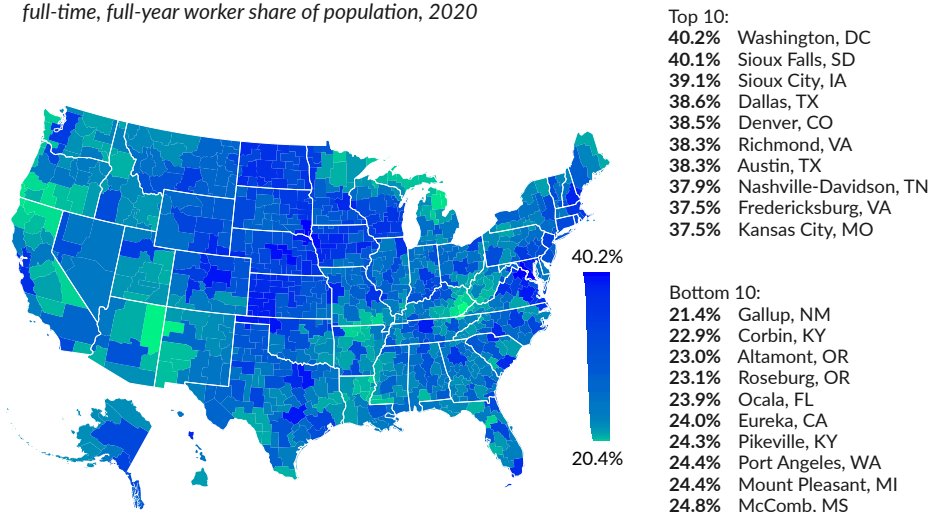 full-time, full-year worker share of population, 2020
40.2%
20.4%
Top 10:
40.2% Washington, DC
40.1% Sioux Falls, SD
39.1% Sioux City, IA
38.6% Dallas, TX
38.5% Denver, CO
38.3% Richmond, VA
38.3% Austin, TX
37.9% Nashville-Davidson, TN
37.5% Fredericksburg, VA
37.5% Kansas City, MO
Bottom 10:
21.4% Gallup, NM
22.9% Corbin, KY
23.0% Altamont, OR
23.1% Roseburg, OR
23.9% Ocala, FL
24.0% Eureka, CA
24.3% Pikeville, KY
24.4% Port Angeles, WA
24.4% Mount Pleasant, MI
24.8% McComb, MS